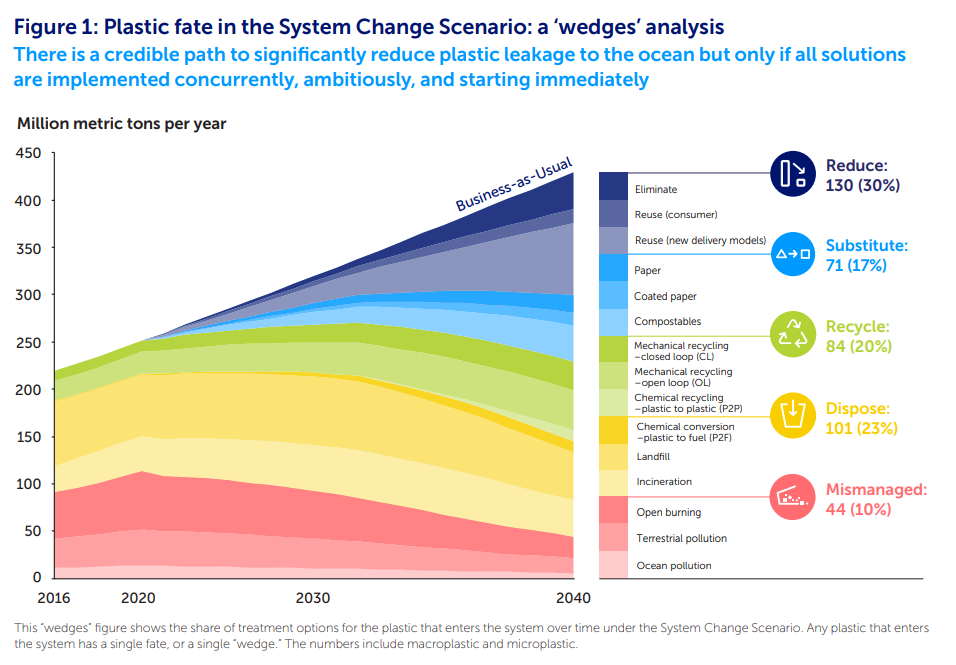 Figure 1: Plastic fate in the System Change Scenario: a ‘wedges’ analysis
There is a credible path to significantly reduce plastic leakage to the ocean but only if all solutions
are implemented concurrently, ambitiously, and starting immediately
Million metric tons per year
450
400
350
300
250
200
150
100
50
0
2016
2020
2030
2040
Business-as-Usual
Eliminate
Reuse (consumer)
Reuse (new delivery models)
Paper
Coated paper
Compostables
Mechanical recycling
–closed loop (CL)
Mechanical recycling
–open loop (OL)
Chemical recycling
–plastic to plastic (P2P)
Chemical conversion
–plastic to fuel (P2F)
Landfill
Incineration
Open burning
Terrestrial pollution
Ocean pollution
Reduce:
130 (30%)
Substitute:
71 (17%)
Recycle:
84 (20%)
Dispose:
101 (23%)
Mismanaged:
44 (10%)
This “wedges” figure shows the share of treatment options for the plastic that enters the system over time under the System Change Scenario. Any plastic that enters
the system has a single fate, or a single “wedge.” The numbers include macroplastic and microplastic.